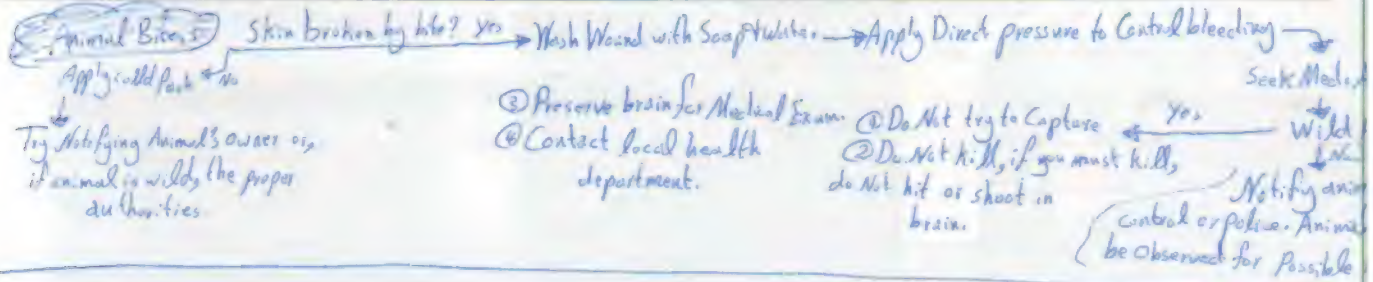 Animal Bites
Skin broken by bite? Yes
Wash Wound with Soap & Water.
Apply Direct pressure to Control bleeding
Seek Medi
Wild
Yes
No
① Do Not try to Capture
② Do Not kill, if you must kill,
do Not hit or shoot in
brain.
③ Preserve brain for Medical Exam.
④ Contact local health
department.
Notify anim
control or police. Anima
be Observed for Possible
No
Apply cold Pack
Try Notifying Animal's owner or,
if animal is wild, the proper
authorities